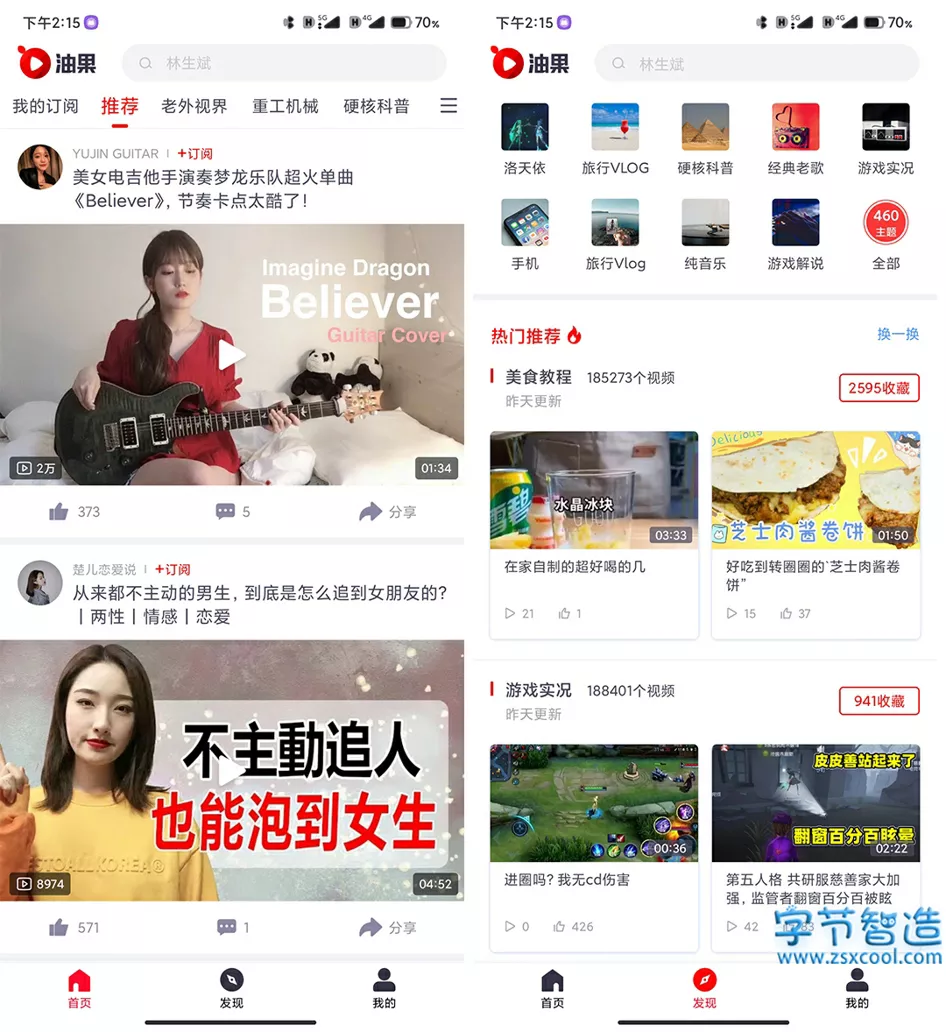 下午2:15
5G
4G
70%
油果
林生斌
我的订阅 推荐 老外视界 重工机械 硬核科普
YUJIN GUITAR | +订阅
美女电吉他手演奏梦龙乐队超火单曲
《Believer》, 节奏卡点太酷了!
Imagine Dragon
Believer
Guitar Cover
2万
01:34
373
5
分享
楚儿恋爱说 | +订阅
从来都不主动的男生, 到底是怎么追到女朋友的?
丨两性丨情感丨恋爱
不主動追人
也能泡到女生
ESTOALLKOREA®
8974
04:52
571
1
分享
首页
发现
我的
下午2:15
5G
4G
70%
油果
林生斌
洛天依
旅行VLOG
硬核科普
经典老歌
游戏实况
手机
旅行Vlog
纯音乐
游戏解说
460
主题
全部
热门推荐
换一换
美食教程 185273个视频
昨天更新
2595收藏
水晶冰块
03:33
Delicious
芝士肉酱卷饼
01:50
在家自制的超好喝的几
21
1
好吃到转圈圈的“芝士肉酱卷
饼”
15
37
游戏实况 188401个视频
昨天更新
941收藏
00:36
皮皮善站起来了
翻窗百分百眩晕
02:22
进圈吗? 我无cd伤害
0
426
第五人格 共研服慈善家大加
强, 监管者翻窗百分百被眩
42
字节智造
www.zsxcool.com
首页
发现
我的